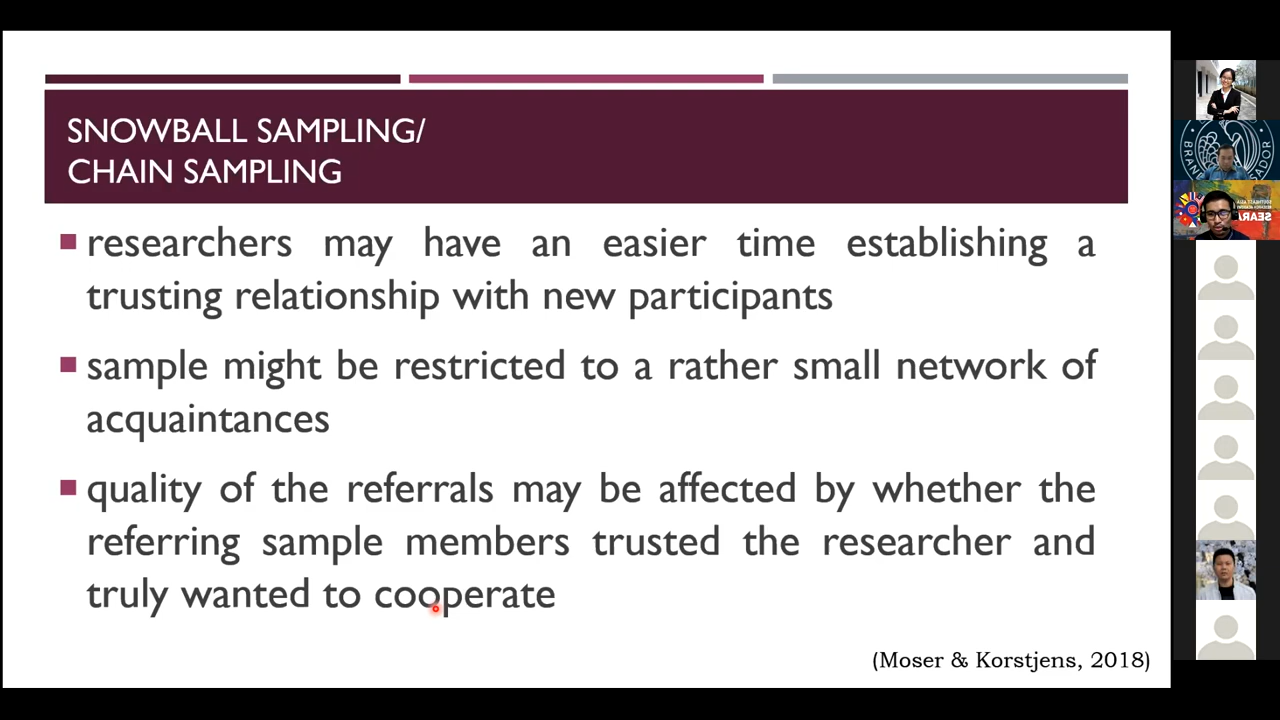 SNOWBALL SAMPLING/
CHAIN SAMPLING
researchers may have an easier time establishing a
trusting relationship with new participants
sample might be restricted to a rather small network of
acquaintances
quality of the referrals may be affected by whether the
referring sample members trusted the researcher and
truly wanted to cooperate
(Moser & Korstjens, 2018)